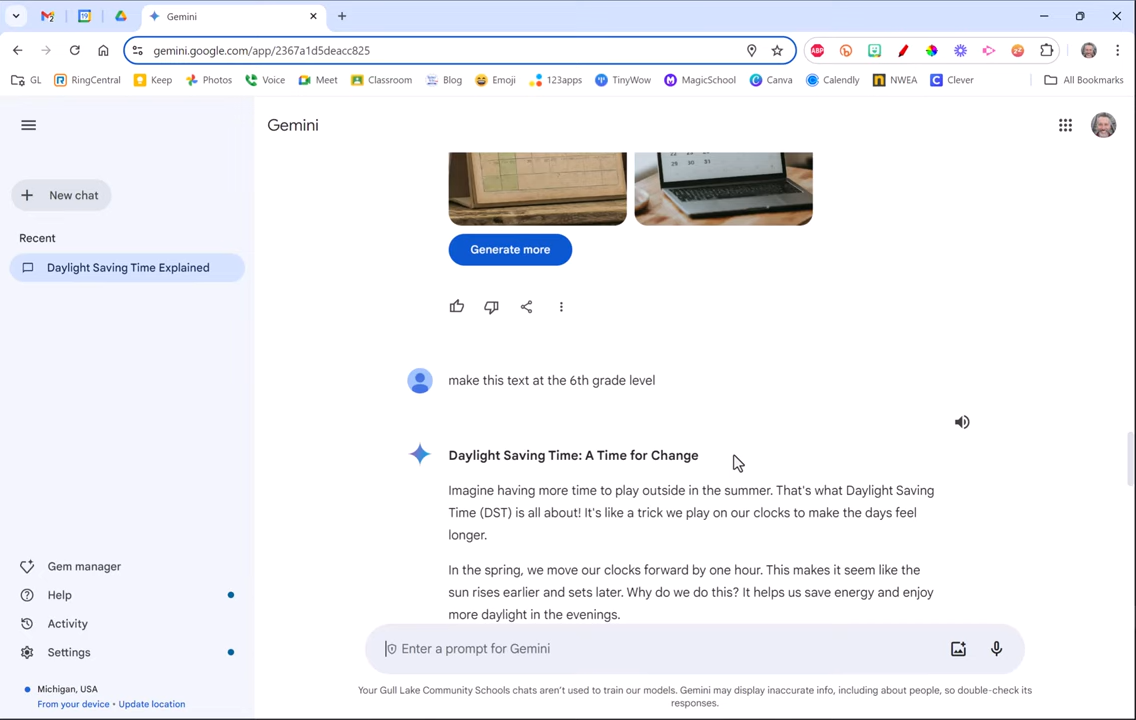 Gemini
gemini.google.com/app/2367a1d5deacc825
GL RingCentral Keep Photos Voice Meet Classroom Blog Emoji 123apps TinyWow MagicSchool Canva Calendly NWEA Clever All Bookmarks
Gemini
New chat
Recent
Daylight Saving Time Explained
Generate more
make this text at the 6th grade level
Daylight Saving Time: A Time for Change
Imagine having more time to play outside in the summer. That's what Daylight Saving
Time (DST) is all about! It's like a trick we play on our clocks to make the days feel
longer.
In the spring, we move our clocks forward by one hour. This makes it seem like the
sun rises earlier and sets later. Why do we do this? It helps us save energy and enjoy
more daylight in the evenings.
Gem manager
Help
Activity
Settings
Michigan, USA
From your device • Update location
Enter a prompt for Gemini
Your Gull Lake Community Schools chats aren't used to train our models. Gemini may display inaccurate info, including about people, so double-check its
responses.